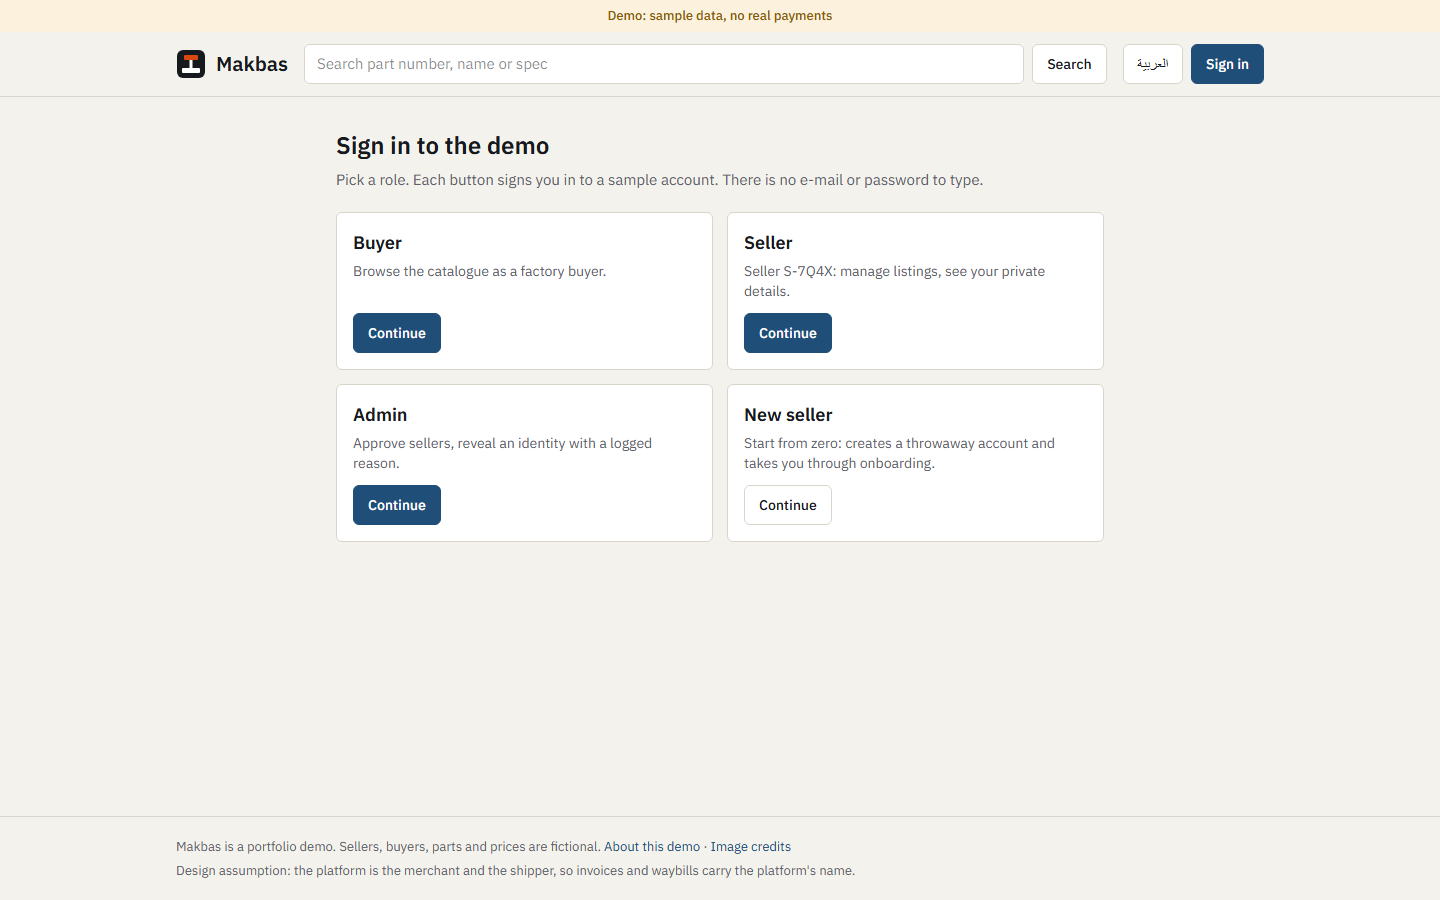 Demo: sample data, no real payments
Makbas
Search part number, name or spec
Search
العربية
Sign in
Sign in to the demo
Pick a role. Each button signs you in to a sample account. There is no e-mail or password to type.
Buyer
Browse the catalogue as a factory buyer.
Continue
Seller
Seller S-7Q4X: manage listings, see your private
details.
Continue
Admin
Approve sellers, reveal an identity with a logged
reason.
Continue
New seller
Start from zero: creates a throwaway account and
takes you through onboarding.
Continue
Makbas is a portfolio demo. Sellers, buyers, parts and prices are fictional. About this demo · Image credits
Design assumption: the platform is the merchant and the shipper, so invoices and waybills carry the platform's name.